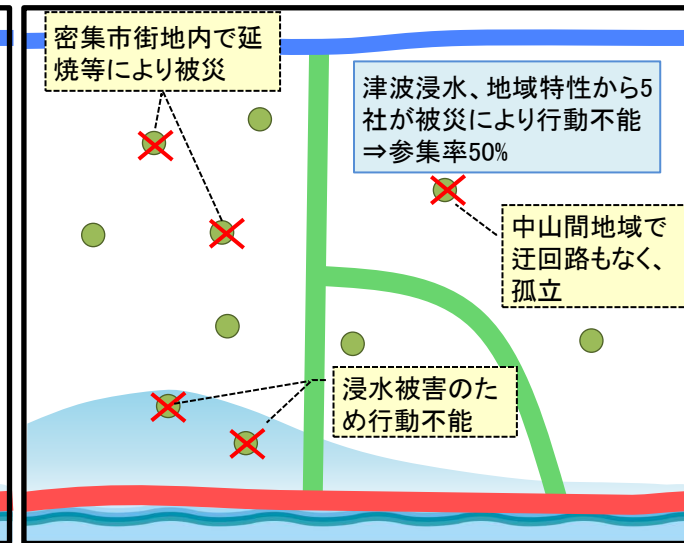 密集市街地内で延
焼等により被災
津波浸水、地域特性から5
社が被災により行動不能
⇒参集率50%
中山間地域で
迂回路もなく、
孤立
浸水被害のた
め行動不能